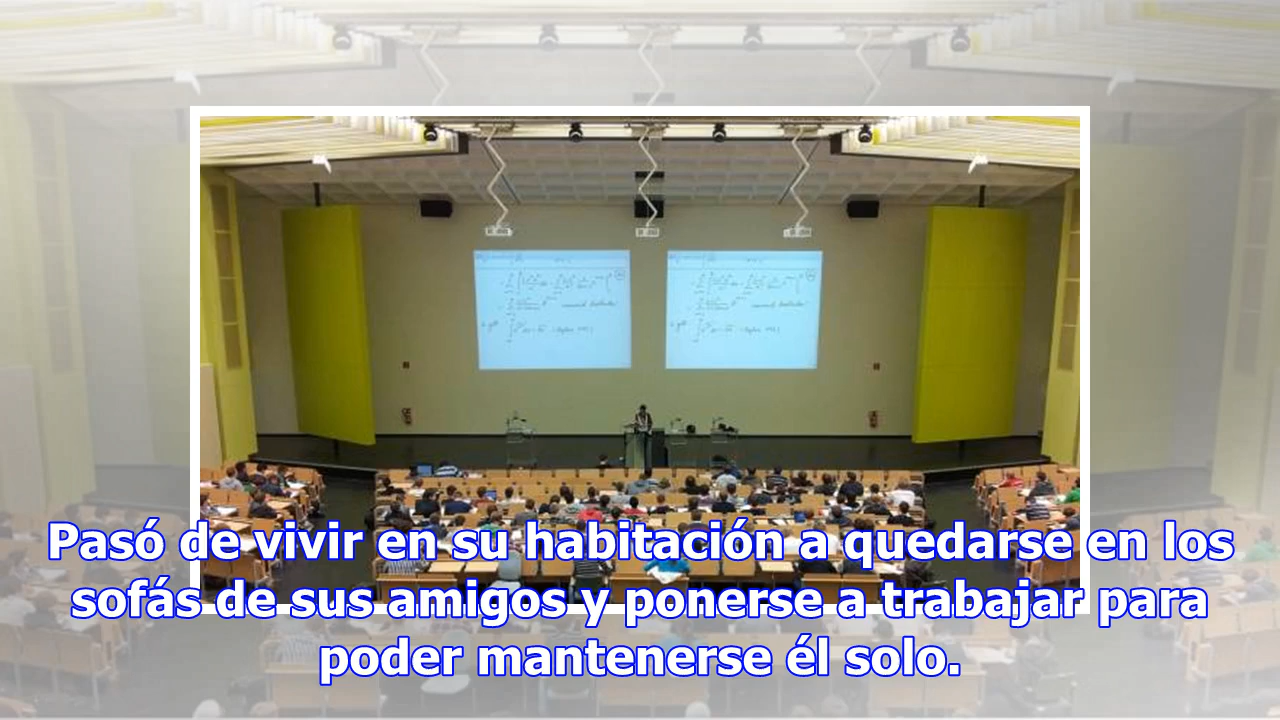 Pasó de vivir en su habitación a quedarse en los
sofás de sus amigos y ponerse a trabajar para
poder mantenerse él solo.